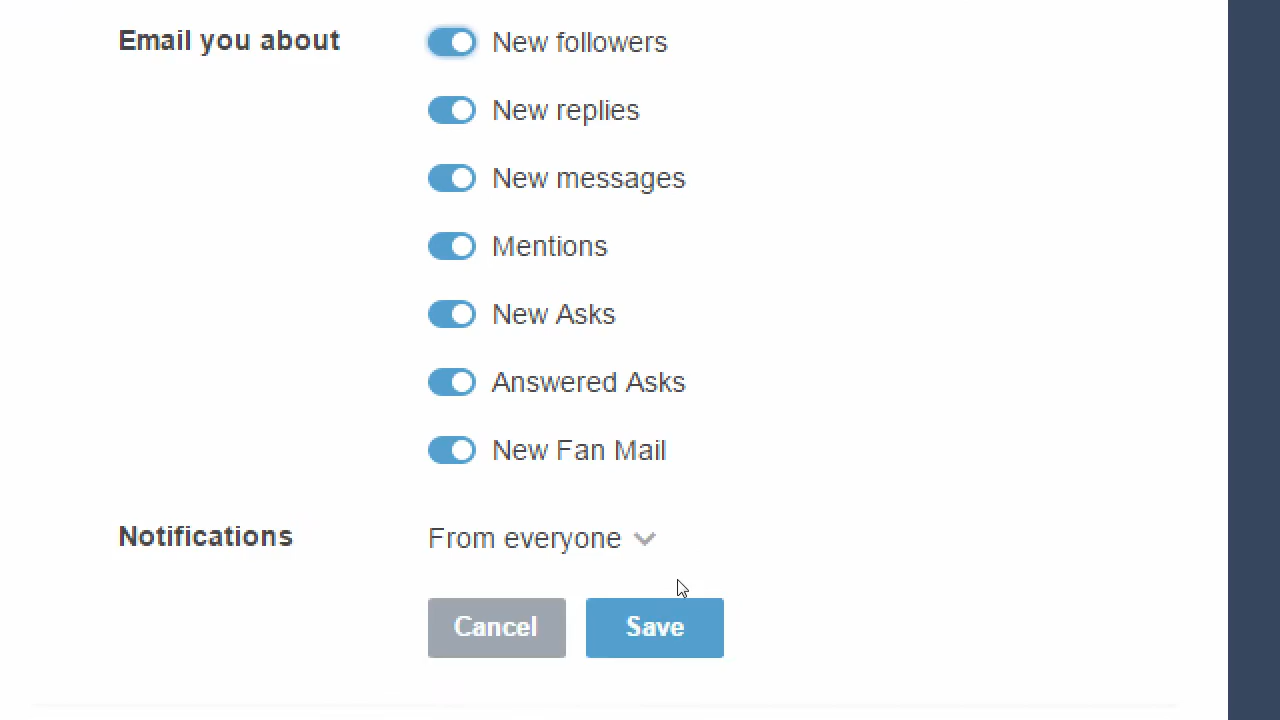 Email you about
New followers
New replies
New messages
Mentions
New Asks
Answered Asks
New Fan Mail
Notifications
From everyone
Cancel
Save